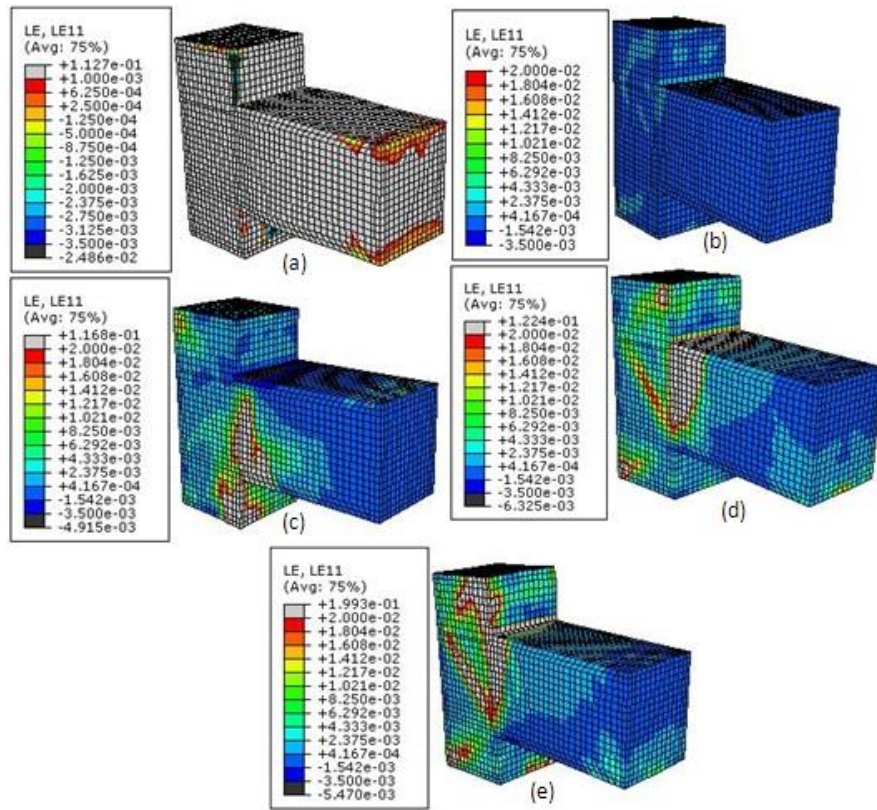 LE, LE11
(Avg: 75%)
+1.127e-01
+1.000e-03
+6.250e-04
+2.500e-04
-1.250e-04
-5.000e-04
-8.750e-04
-1.250e-03
-1.625e-03
-2.000e-03
-2.375e-03
-2.750e-03
-3.125e-03
-3.500e-03
-2.486e-02
(a)
LE, LE11
(Avg: 75%)
+2.000e-02
+1.804e-02
+1.608e-02
+1.412e-02
+1.217e-02
+1.021e-02
+8.250e-03
+6.292e-03
+4.333e-03
+2.375e-03
+4.167e-04
-1.542e-03
-3.500e-03
(b)
LE, LE11
(Avg: 75%)
+1.168e-01
+2.000e-02
+1.804e-02
+1.608e-02
+1.412e-02
+1.217e-02
+1.021e-02
+8.250e-03
+6.292e-03
+4.333e-03
+2.375e-03
+4.167e-04
-1.542e-03
-3.500e-03
-4.915e-03
(c)
LE, LE11
(Avg: 75%)
+1.224e-01
+2.000e-02
+1.804e-02
+1.608e-02
+1.412e-02
+1.217e-02
+1.021e-02
+8.250e-03
+6.292e-03
+4.333e-03
+2.375e-03
+4.167e-04
-1.542e-03
-3.500e-03
-6.325e-03
(d)
LE, LE11
(Avg: 75%)
+1.993e-01
+2.000e-02
+1.804e-02
+1.608e-02
+1.412e-02
+1.217e-02
+1.021e-02
+8.250e-03
+6.292e-03
+4.333e-03
+2.375e-03
+4.167e-04
-1.542e-03
-3.500e-03
-5.470e-03
(e)